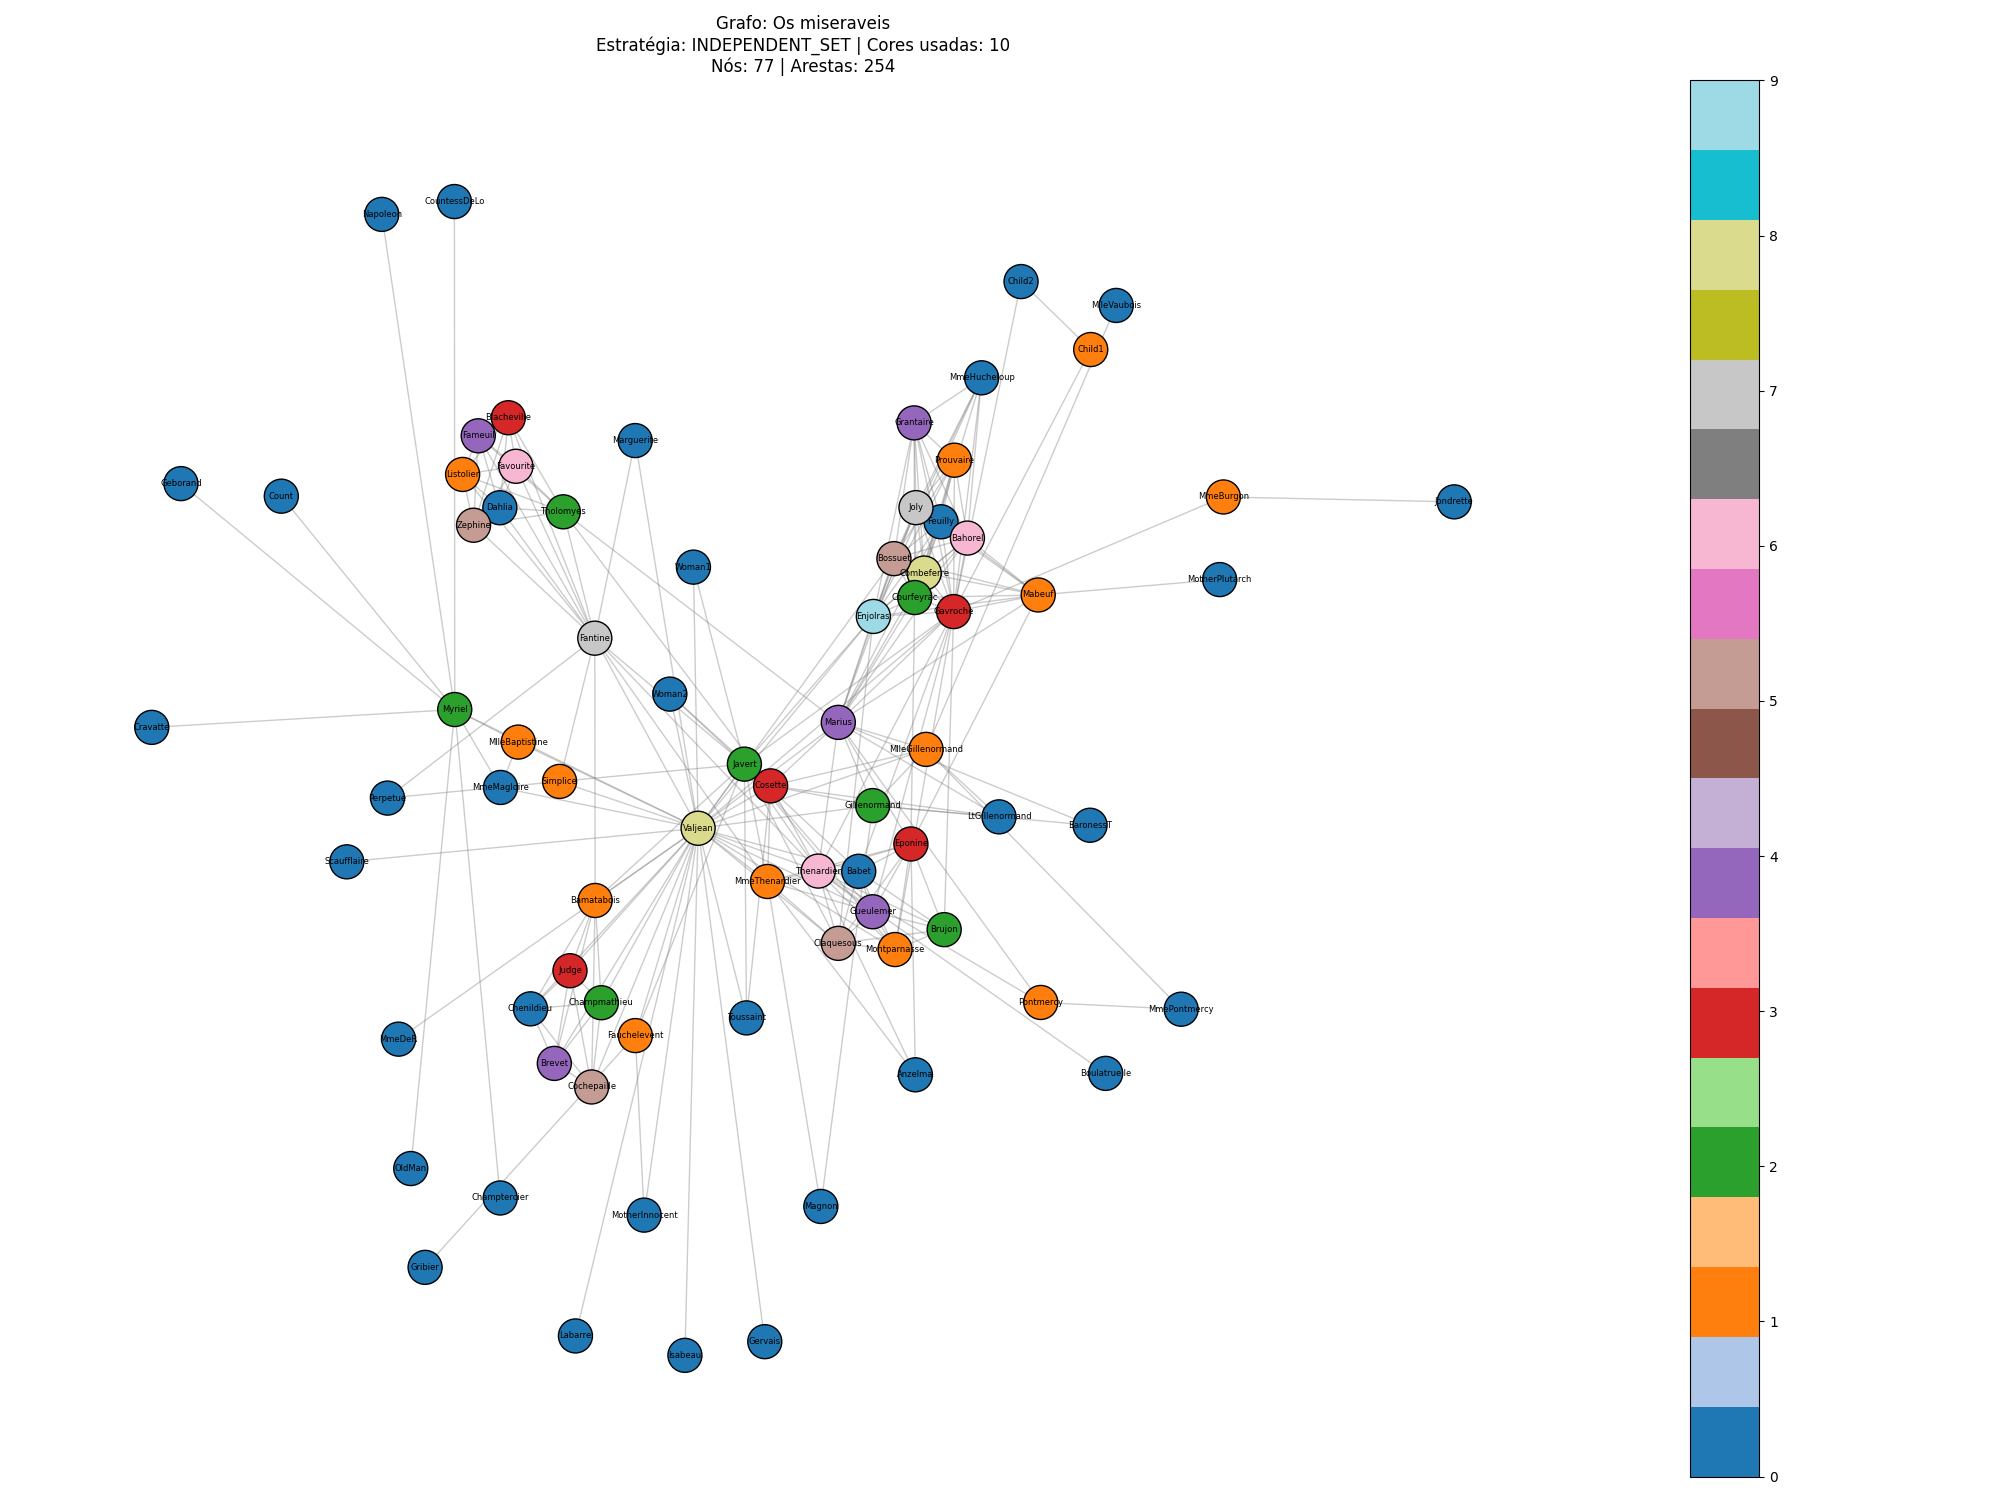 Grafo: Os miseraveis
Estratégia: INDEPENDENT_SET | Cores usadas: 10
Nós: 77 | Arestas: 254
9
8
7
6
5
4
3
2
1
0
Napoleon
CountessDeLo
Child2
MlleVaubois
Child1
MmeHucheloup
Blacheville
Grantaire
Fameuil
Marguerite
Prouvaire
Favourite
Listolier
Geborand
Count
MmeBurgon
Jondrette
Dahlia
Joly
Tholomyes
Feuilly
Zephine
Bahorel
Bossuet
Woman1
Combeferre
MotherPlutarch
Mabeuf
Courfeyrac
Gavroche
Enjolras
Fantine
Woman2
Myriel
Marius
Cravatte
MlleBaptistine
MlleGillenormand
Javert
Simplice
Cosette
MmeMagloire
Perpetue
Gillenormand
LtGillenormand
BaronessT
Valjean
Eponine
Scaufflaire
Thenardier
Babet
MmeThenardier
Bamatabois
Gueulemer
Brujon
Claquesous
Montparnasse
Judge
Champmathieu
Pontmercy
Chenildieu
MmePontmercy
Toussaint
Fauchelevent
MmeDeR
Brevet
Boulatruelle
Anzelma
Cochepaille
OldMan
Champtercier
Magnon
MotherInnocent
Gribier
Labarre
Gervais
Isabeau